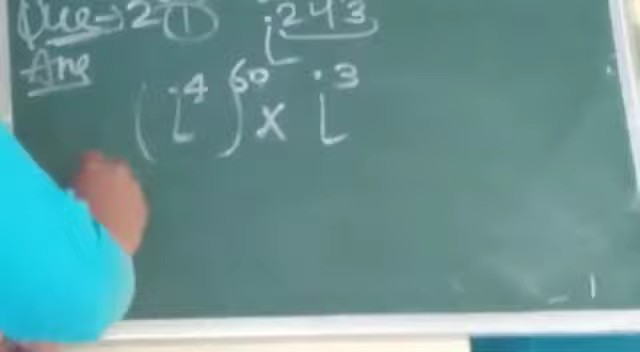 Que→2 ① i²⁴³
Ans
(i⁴)⁶⁰ × i³